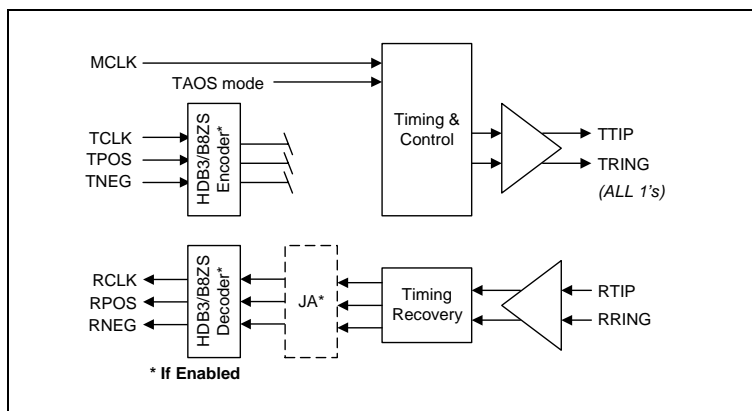 MCLK
TAOS mode
TCLK
TPOS
TNEG
HDB3/B8ZS
Encoder*
Timing &
Control
TTIP
TRING
(ALL 1's)
RCLK
RPOS
RNEG
HDB3/B8ZS
Decoder*
JA*
Timing
Recovery
RTIP
RRING
* If Enabled